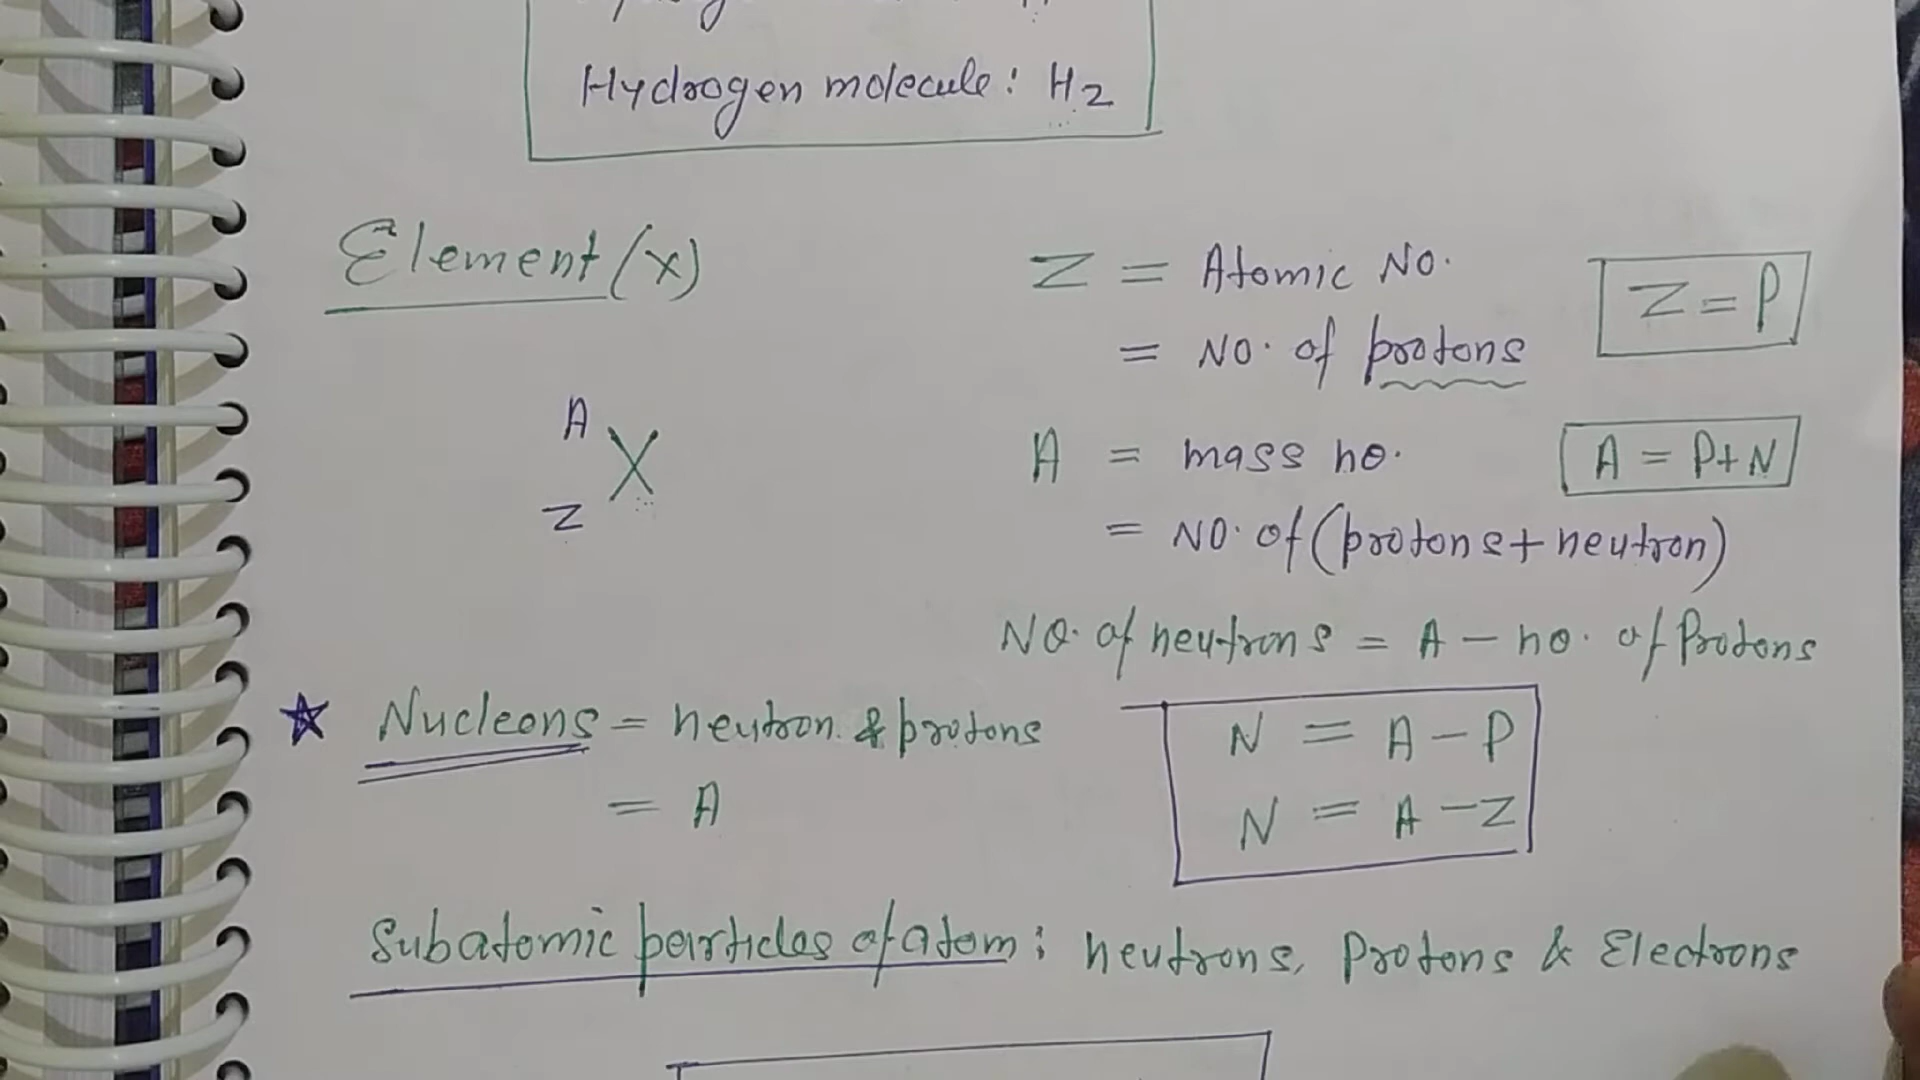 Hydrogen molecule: H2
Element (x)
Z = Atomic No.
= NO. of protons
Z = P
A
X
Z
A = mass no.
A = P+N
= NO. of (protons + neutron)
NO. of neutrons = A - no. of Protons
☆ Nucleons = neutron & protons
= A
N = A - P
N = A - Z
Subatomic particles of atom: neutrons, Protons & Electrons